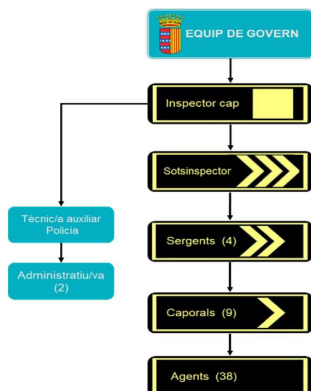 EQUIP DE GOVERN
Inspector cap
Sotsinspector
Tècnic/a auxiliar
Policia
Sergents (4)
Administratiu/va
(2)
Caporals (9)
Agents (38)